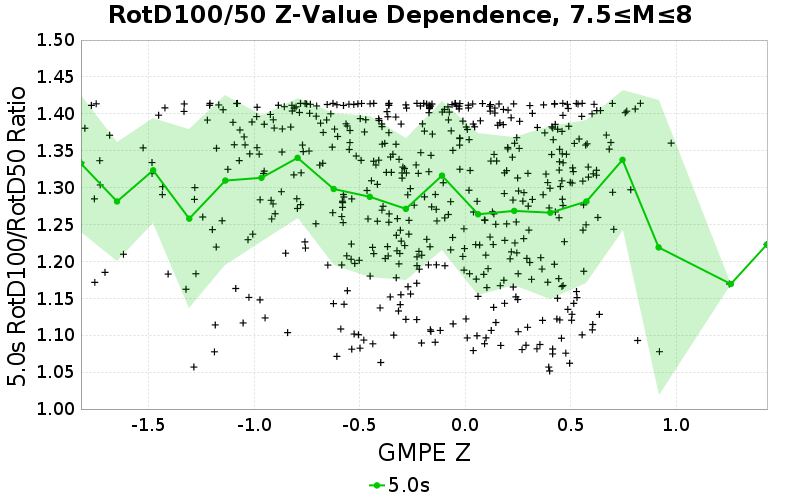 RotD100/50 Z-Value Dependence, 7.5≤M≤8
5.0s RotD100/RotD50 Ratio
1.50
1.45
1.40
1.35
1.30
1.25
1.20
1.15
1.10
1.05
1.00
-1.5 -1.0 -0.5 0.0 0.5 1.0
GMPE Z
5.0s